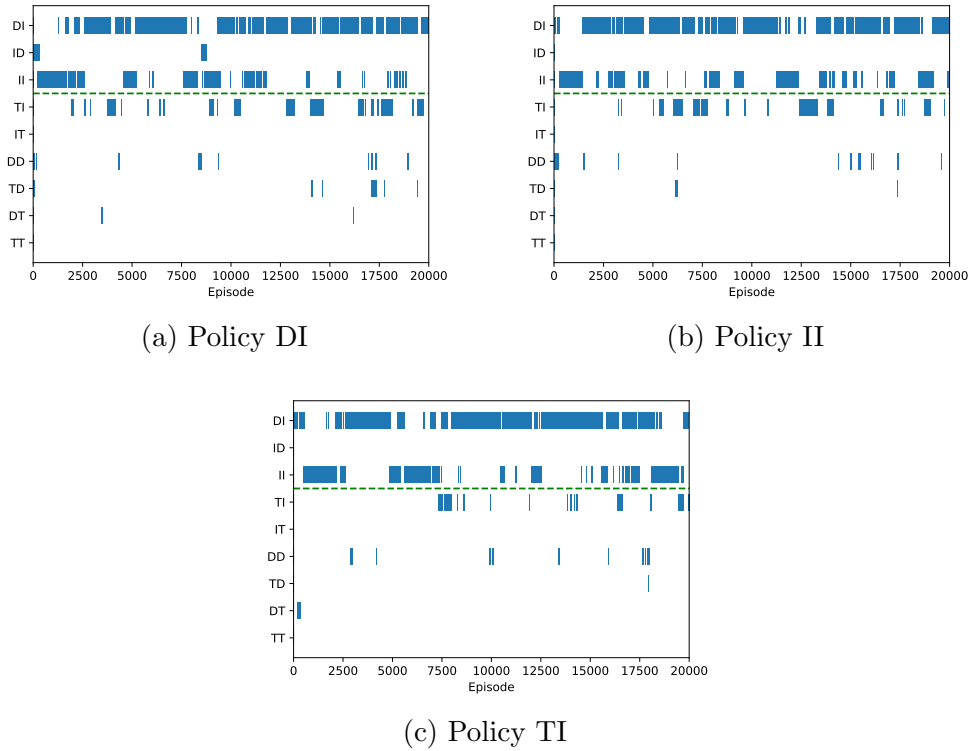 DI
ID
II
TI
IT
DD
TD
DT
TT
0 2500 5000 7500 10000 12500 15000 17500 20000
Episode
(a) Policy DI
DI
ID
II
TI
IT
DD
TD
DT
TT
0 2500 5000 7500 10000 12500 15000 17500 20000
Episode
(b) Policy II
DI
ID
II
TI
IT
DD
TD
DT
TT
0 2500 5000 7500 10000 12500 15000 17500 20000
Episode
(c) Policy TI